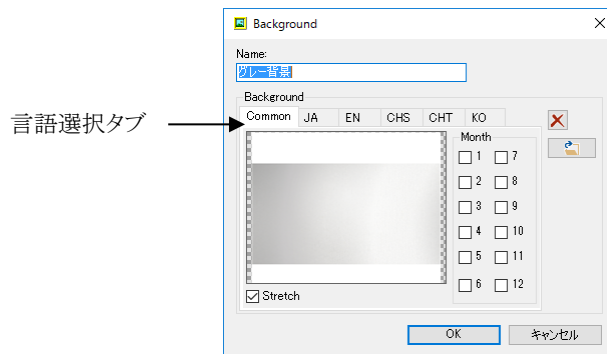 Background
Name:
グレー背景
Background
言語選択タブ
Common JA EN CHS CHT KO
Month
1 7
2 8
3 9
4 10
5 11
6 12
Stretch
OK キャンセル